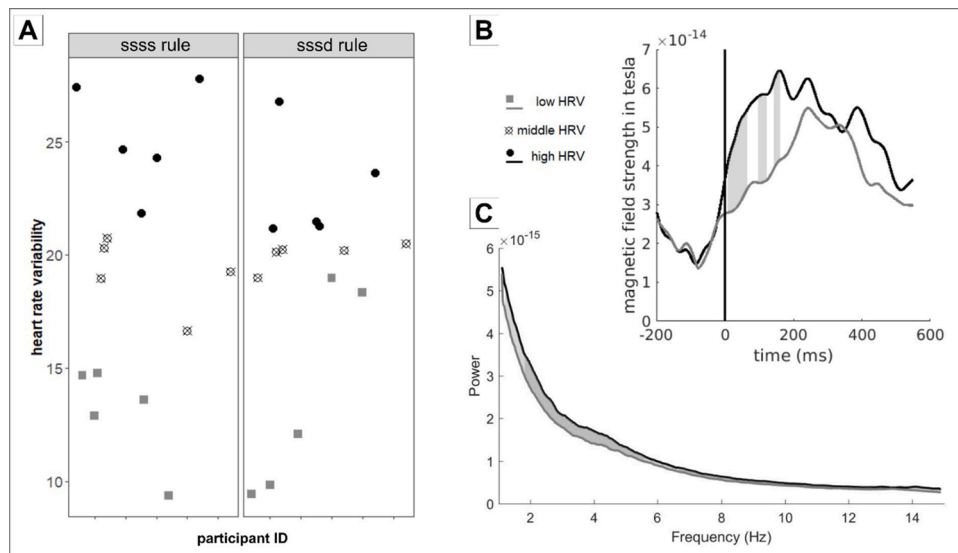 A
ssss rule
sssd rule
heart rate variability
25
20
15
10
participant ID
low HRV
middle HRV
high HRV
B
×10⁻¹⁴
magnetic field strength in tesla
7
6
5
4
3
2
1
0
-200
0
200
400
600
time (ms)
C
×10⁻¹⁵
Power
6
5
4
3
2
1
0
2
4
6
8
10
12
14
Frequency (Hz)